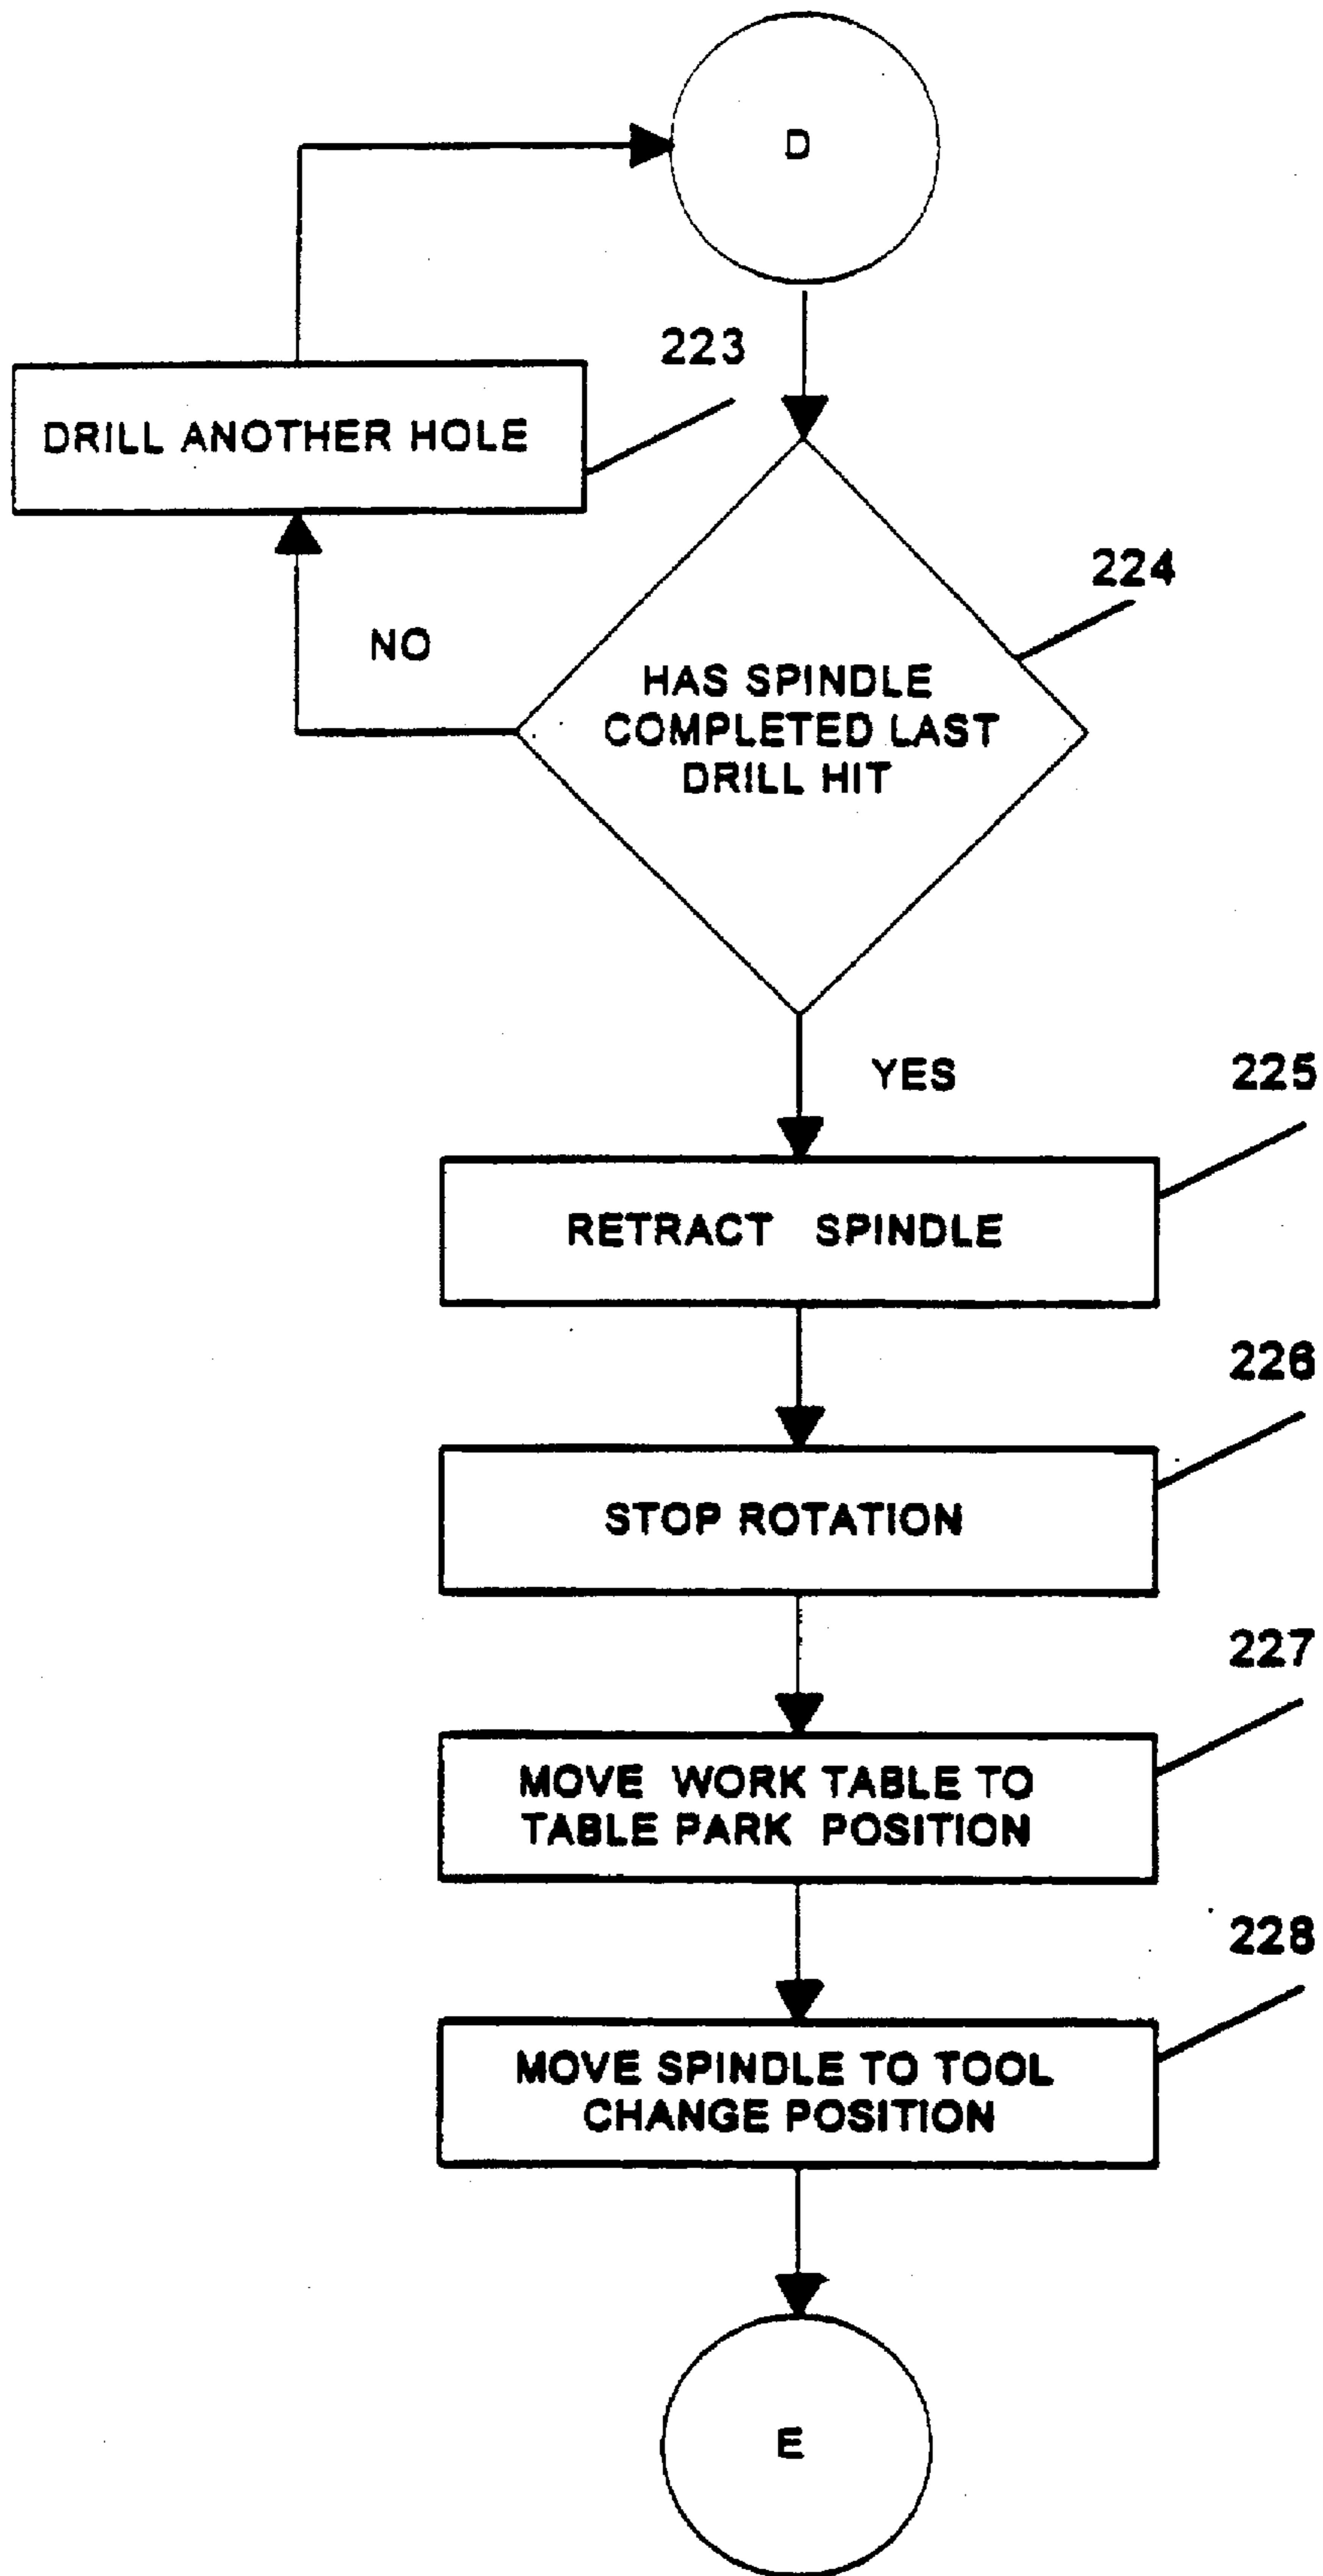 D
223
DRILL ANOTHER HOLE
224
NO
HAS SPINDLE
COMPLETED LAST
DRILL HIT
YES
225
RETRACT SPINDLE
226
STOP ROTATION
227
MOVE WORK TABLE TO
TABLE PARK POSITION
228
MOVE SPINDLE TO TOOL
CHANGE POSITION
E